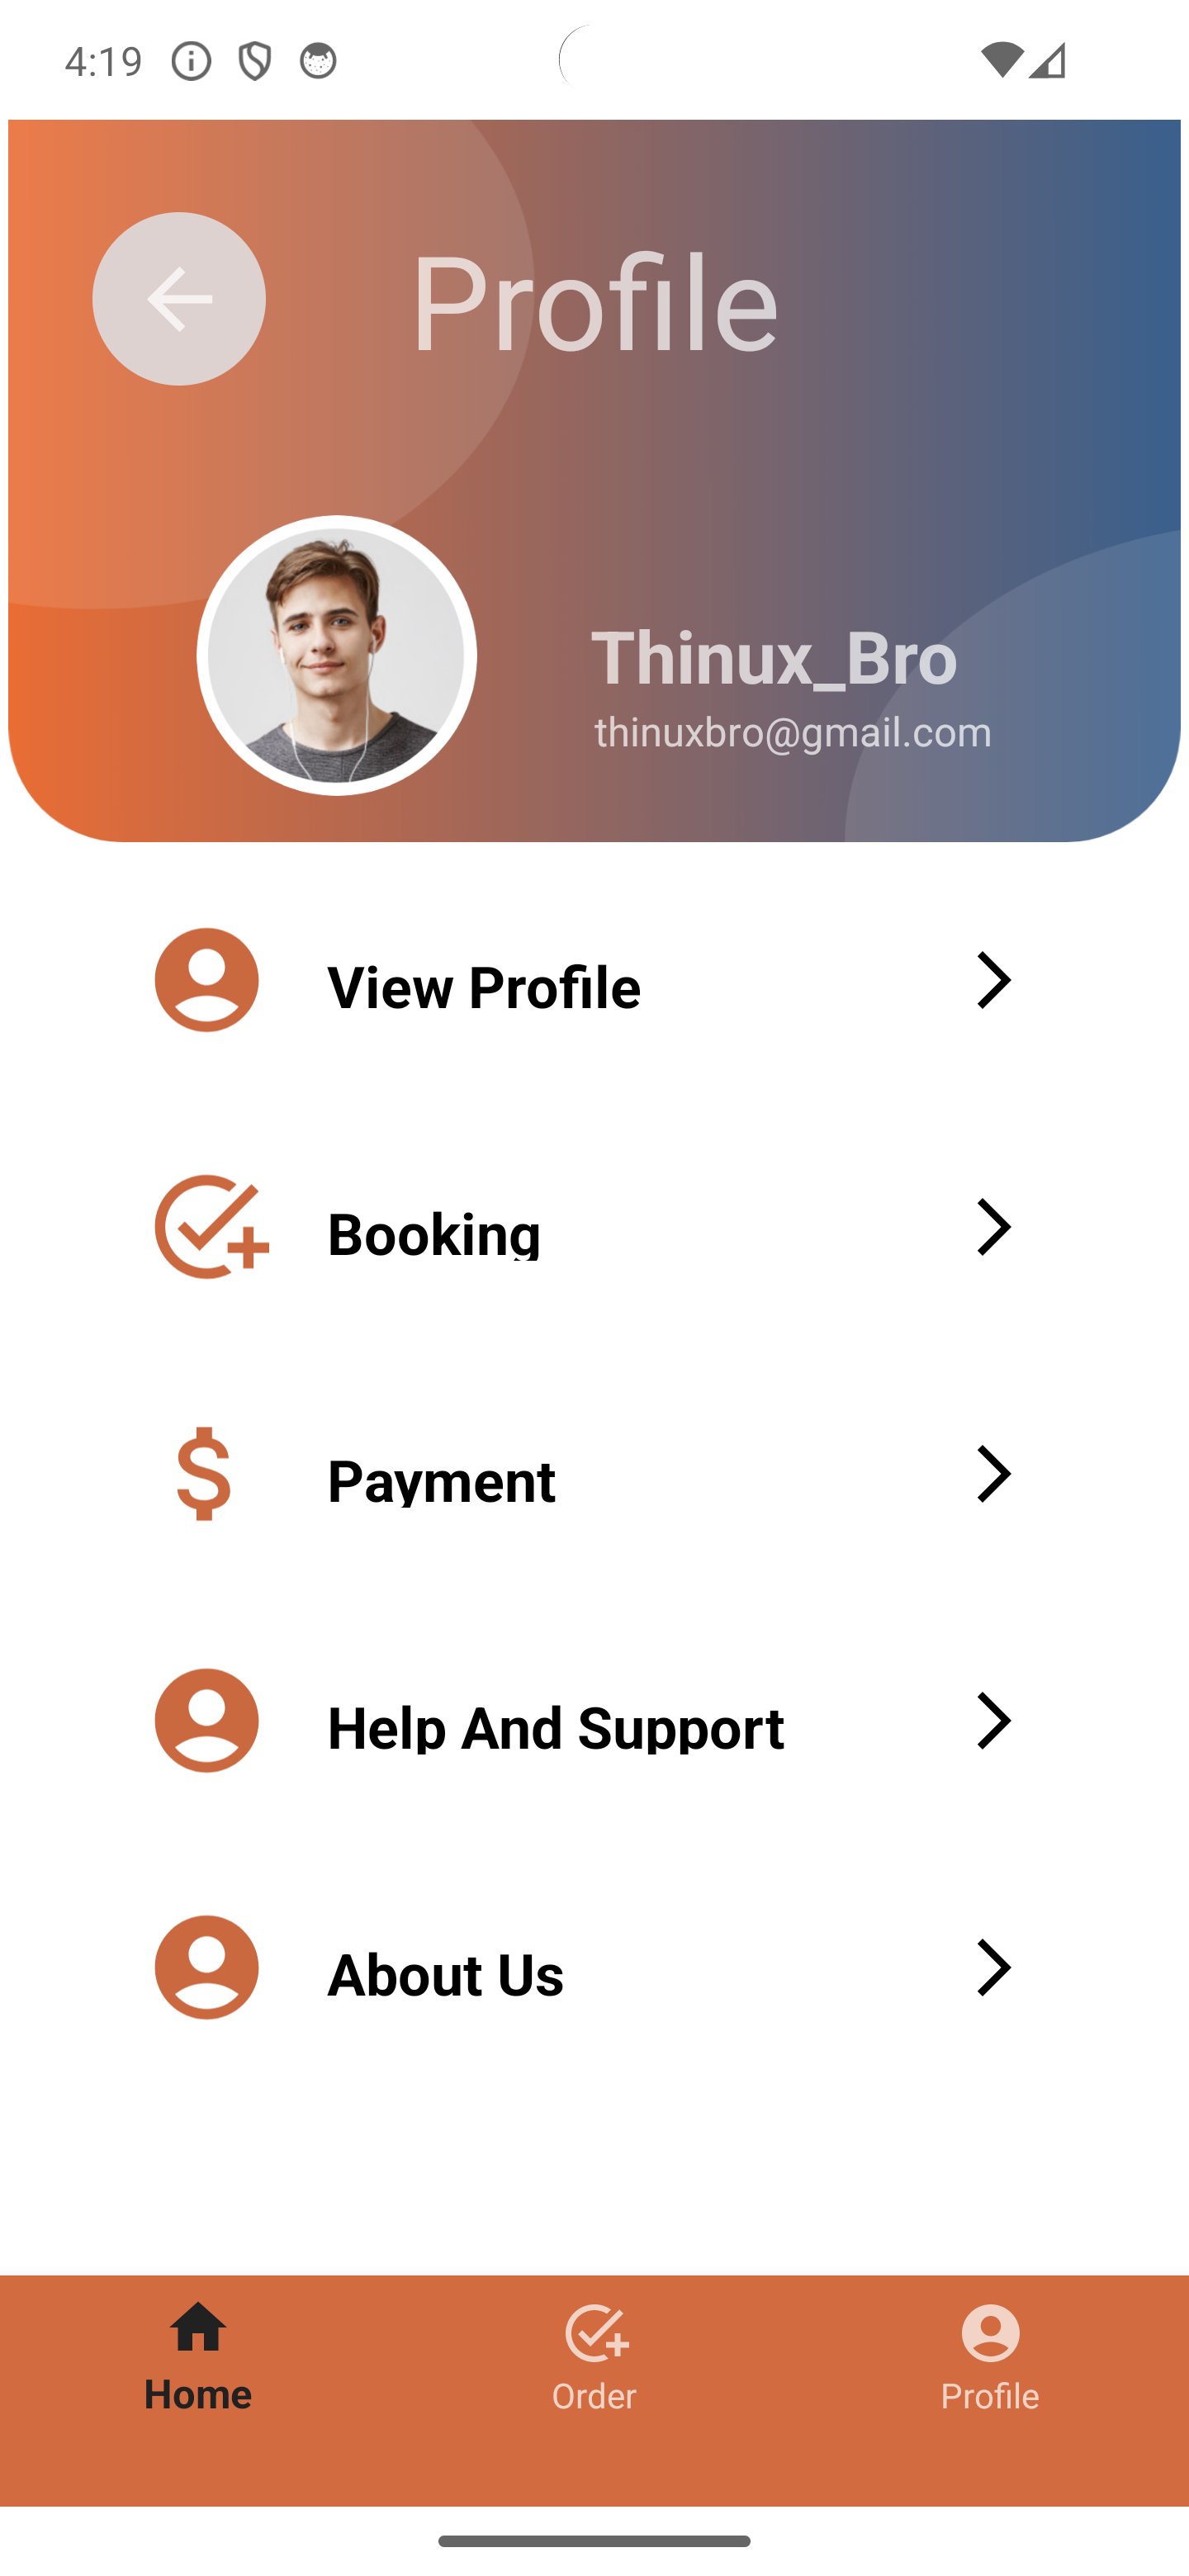 4:19
Profile
Thinux_Bro
thinuxbro@gmail.com
View Profile
Booking
Payment
Help And Support
About Us
Home
Order
Profile